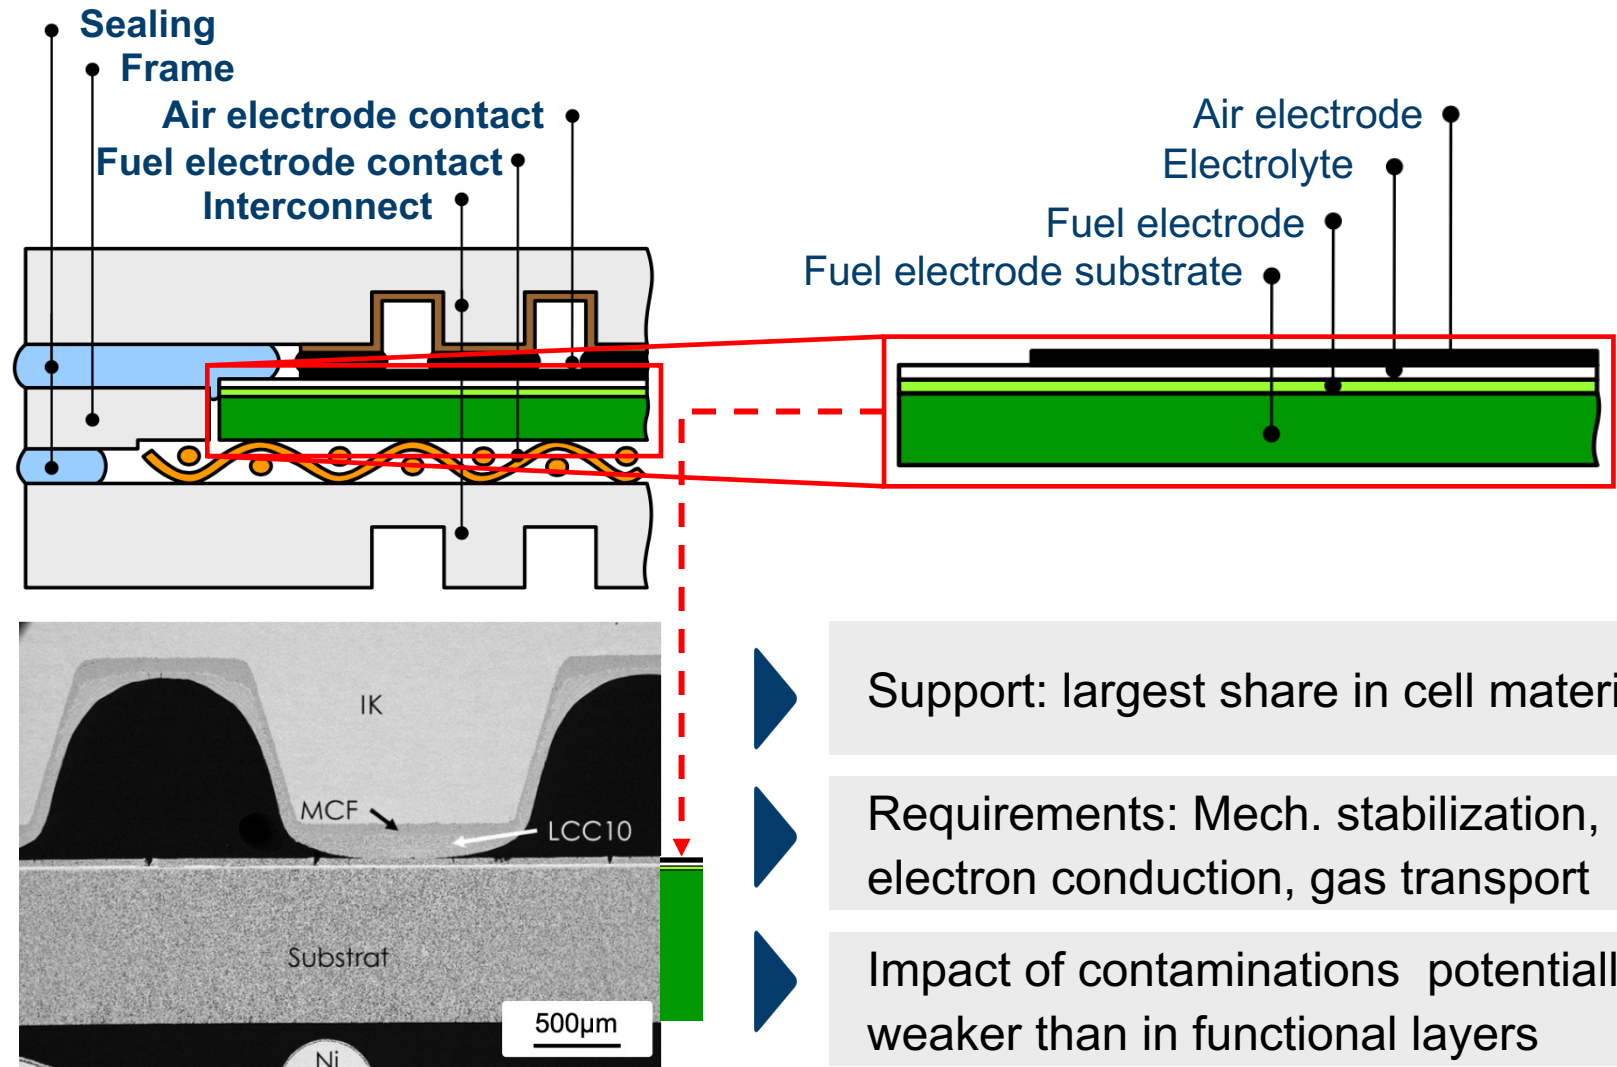 Sealing
Frame
Air electrode contact
Fuel electrode contact
Interconnect
Air electrode
Electrolyte
Fuel electrode
Fuel electrode substrate
IK
MCF
LCC10
Substrat
500µm
Ni
Support: largest share in cell materi
Requirements: Mech. stabilization,
electron conduction, gas transport
Impact of contaminations potentiall
weaker than in functional layers